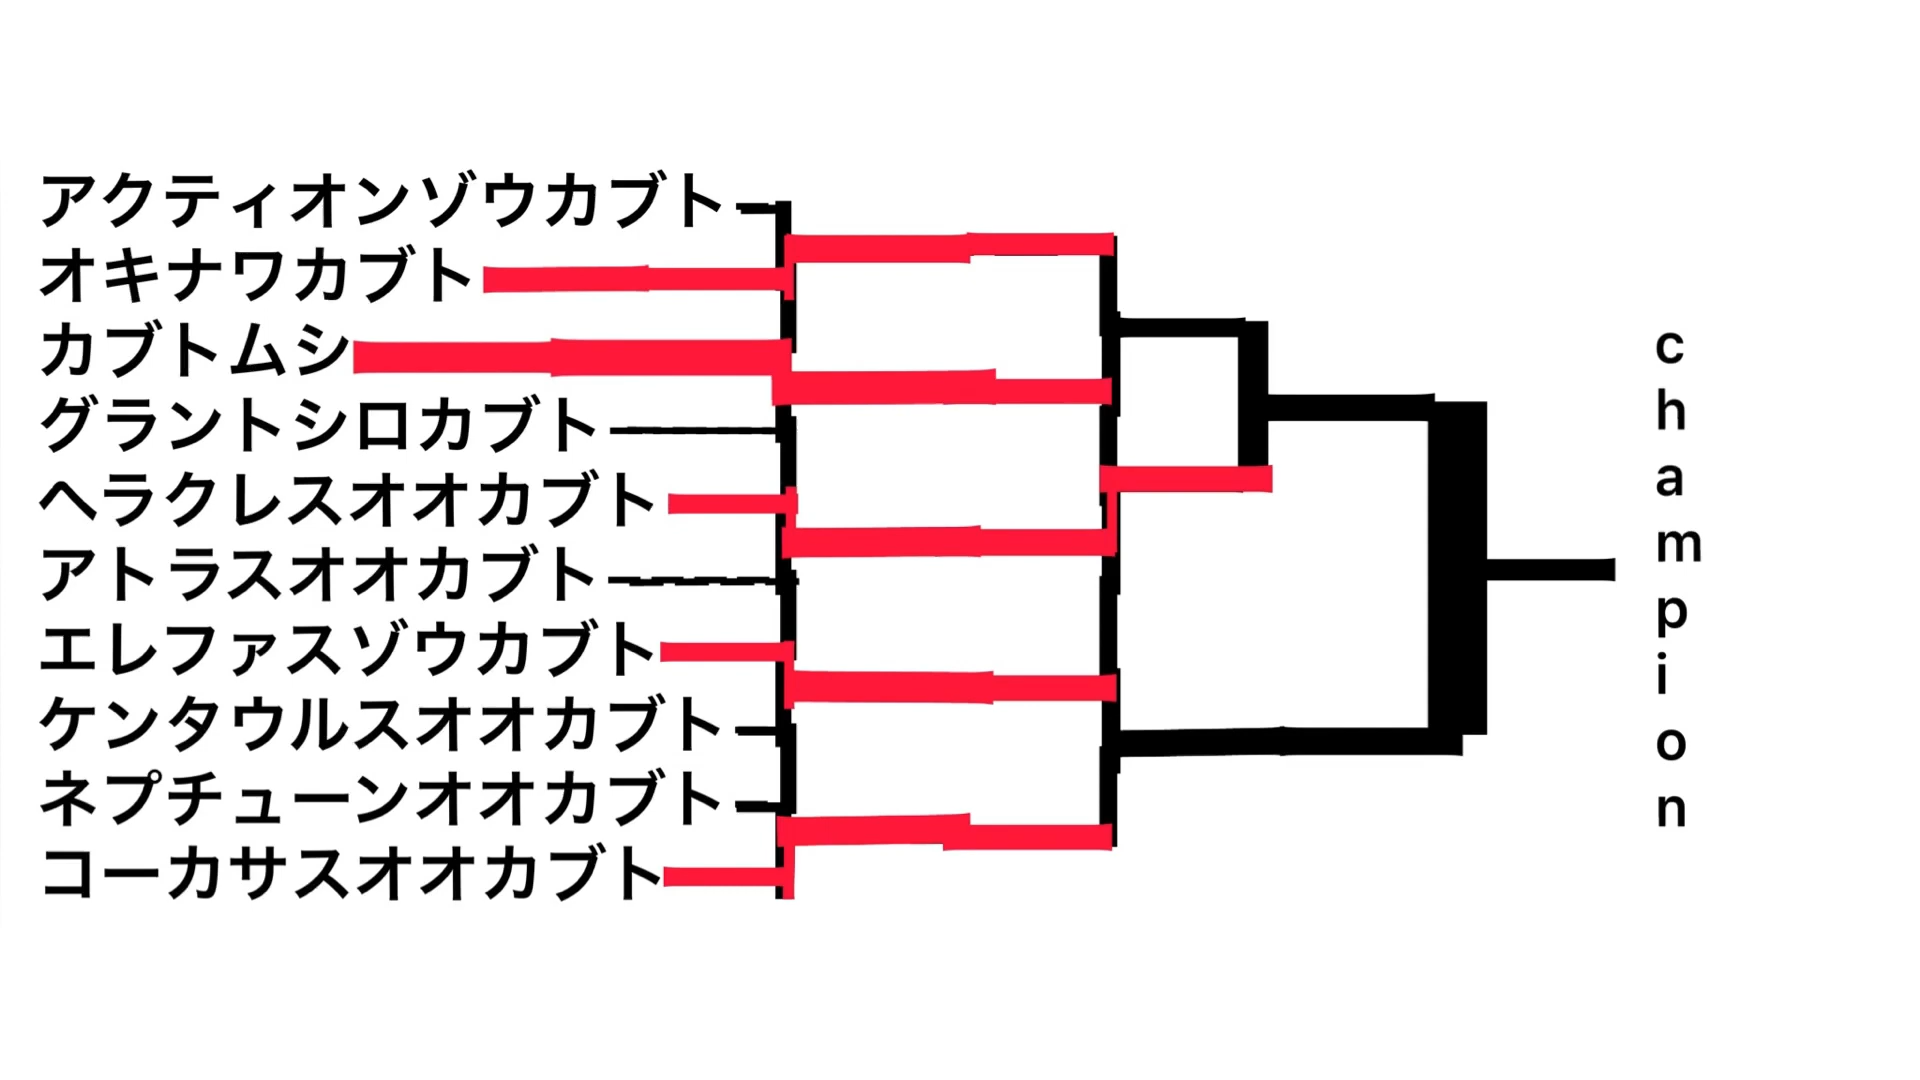 アクティオンゾウカブト
オキナワカブト
カブトムシ
グラントシロカブト
ヘラクレスオオカブト
アトラスオオカブト
エレファスゾウカブト
ケンタウルスオオカブト
ネプチューンオオカブト
コーカサスオオカブト
c
h
a
m
p
i
o
n